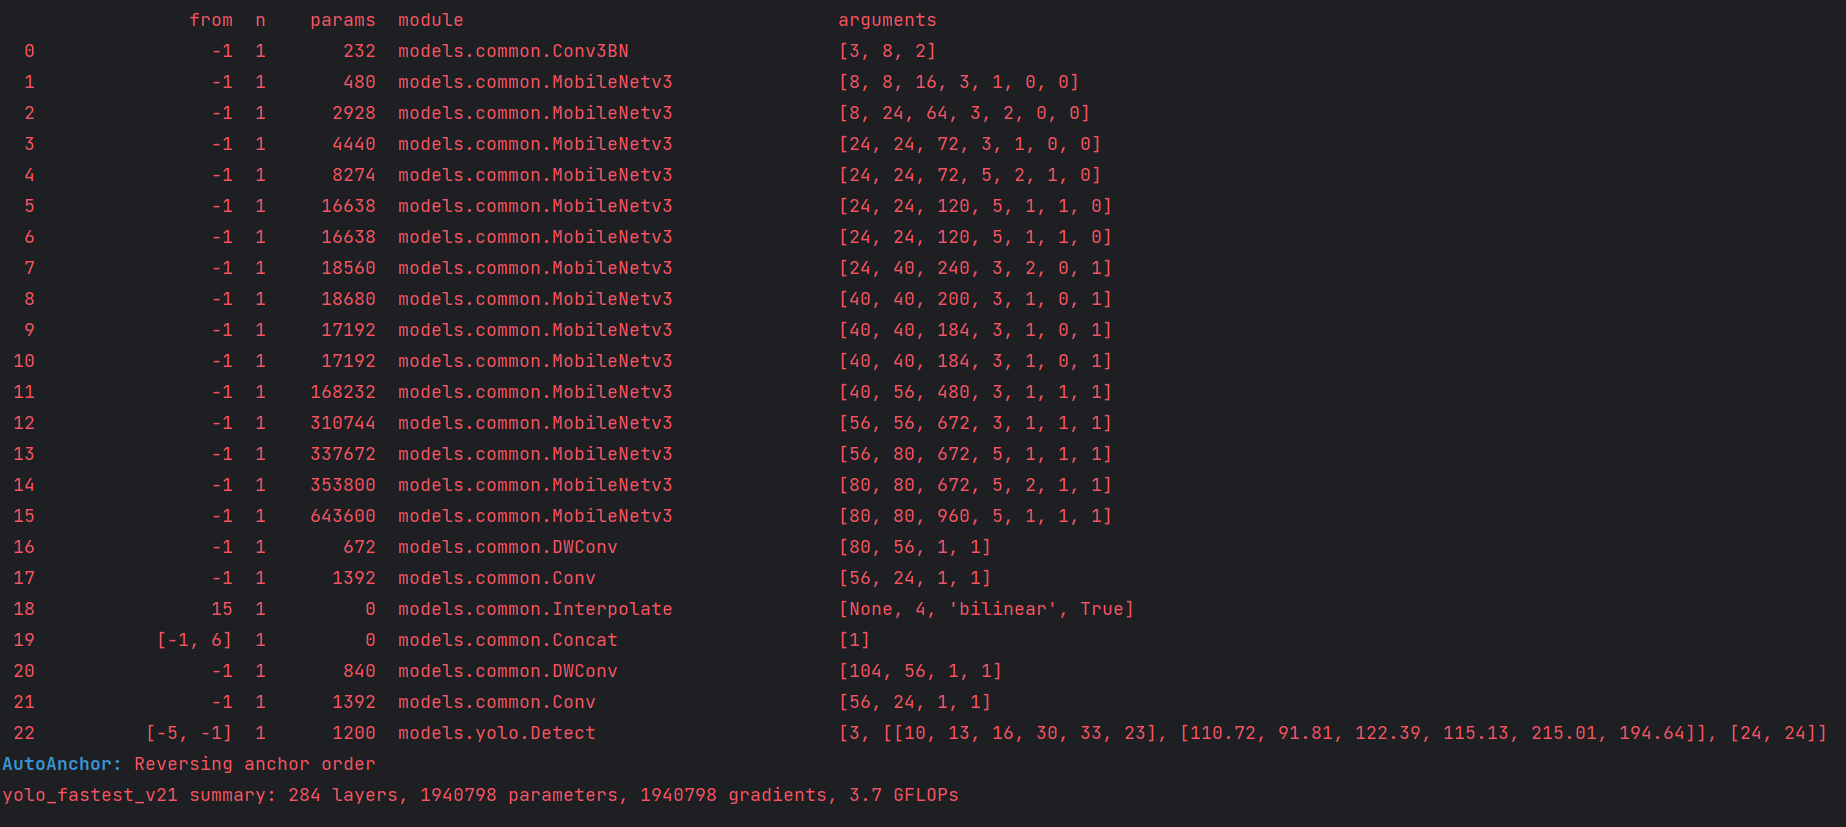 from n params module arguments
0 -1 1 232 models.common.Conv3BN [3, 8, 2]
1 -1 1 480 models.common.MobileNetv3 [8, 8, 16, 3, 1, 0, 0]
2 -1 1 2928 models.common.MobileNetv3 [8, 24, 64, 3, 2, 0, 0]
3 -1 1 4440 models.common.MobileNetv3 [24, 24, 72, 3, 1, 0, 0]
4 -1 1 8274 models.common.MobileNetv3 [24, 24, 72, 5, 2, 1, 0]
5 -1 1 16638 models.common.MobileNetv3 [24, 24, 120, 5, 1, 1, 0]
6 -1 1 16638 models.common.MobileNetv3 [24, 24, 120, 5, 1, 1, 0]
7 -1 1 18560 models.common.MobileNetv3 [24, 40, 240, 3, 2, 0, 1]
8 -1 1 18680 models.common.MobileNetv3 [40, 40, 200, 3, 1, 0, 1]
9 -1 1 17192 models.common.MobileNetv3 [40, 40, 184, 3, 1, 0, 1]
10 -1 1 17192 models.common.MobileNetv3 [40, 40, 184, 3, 1, 0, 1]
11 -1 1 168232 models.common.MobileNetv3 [40, 56, 480, 3, 1, 1, 1]
12 -1 1 310744 models.common.MobileNetv3 [56, 56, 672, 3, 1, 1, 1]
13 -1 1 337672 models.common.MobileNetv3 [56, 80, 672, 5, 1, 1, 1]
14 -1 1 353800 models.common.MobileNetv3 [80, 80, 672, 5, 2, 1, 1]
15 -1 1 643600 models.common.MobileNetv3 [80, 80, 960, 5, 1, 1, 1]
16 -1 1 672 models.common.DWConv [80, 56, 1, 1]
17 -1 1 1392 models.common.Conv [56, 24, 1, 1]
18 15 1 0 models.common.Interpolate [None, 4, 'bilinear', True]
19 [-1, 6] 1 0 models.common.Concat [1]
20 -1 1 840 models.common.DWConv [104, 56, 1, 1]
21 -1 1 1392 models.common.Conv [56, 24, 1, 1]
22 [-5, -1] 1 1200 models.yolo.Detect [3, [[10, 13, 16, 30, 33, 23], [110.72, 91.81, 122.39, 115.13, 215.01, 194.64]], [24, 24]]
AutoAnchor: Reversing anchor order
yolo_fastest_v21 summary: 284 layers, 1940798 parameters, 1940798 gradients, 3.7 GFLOPs